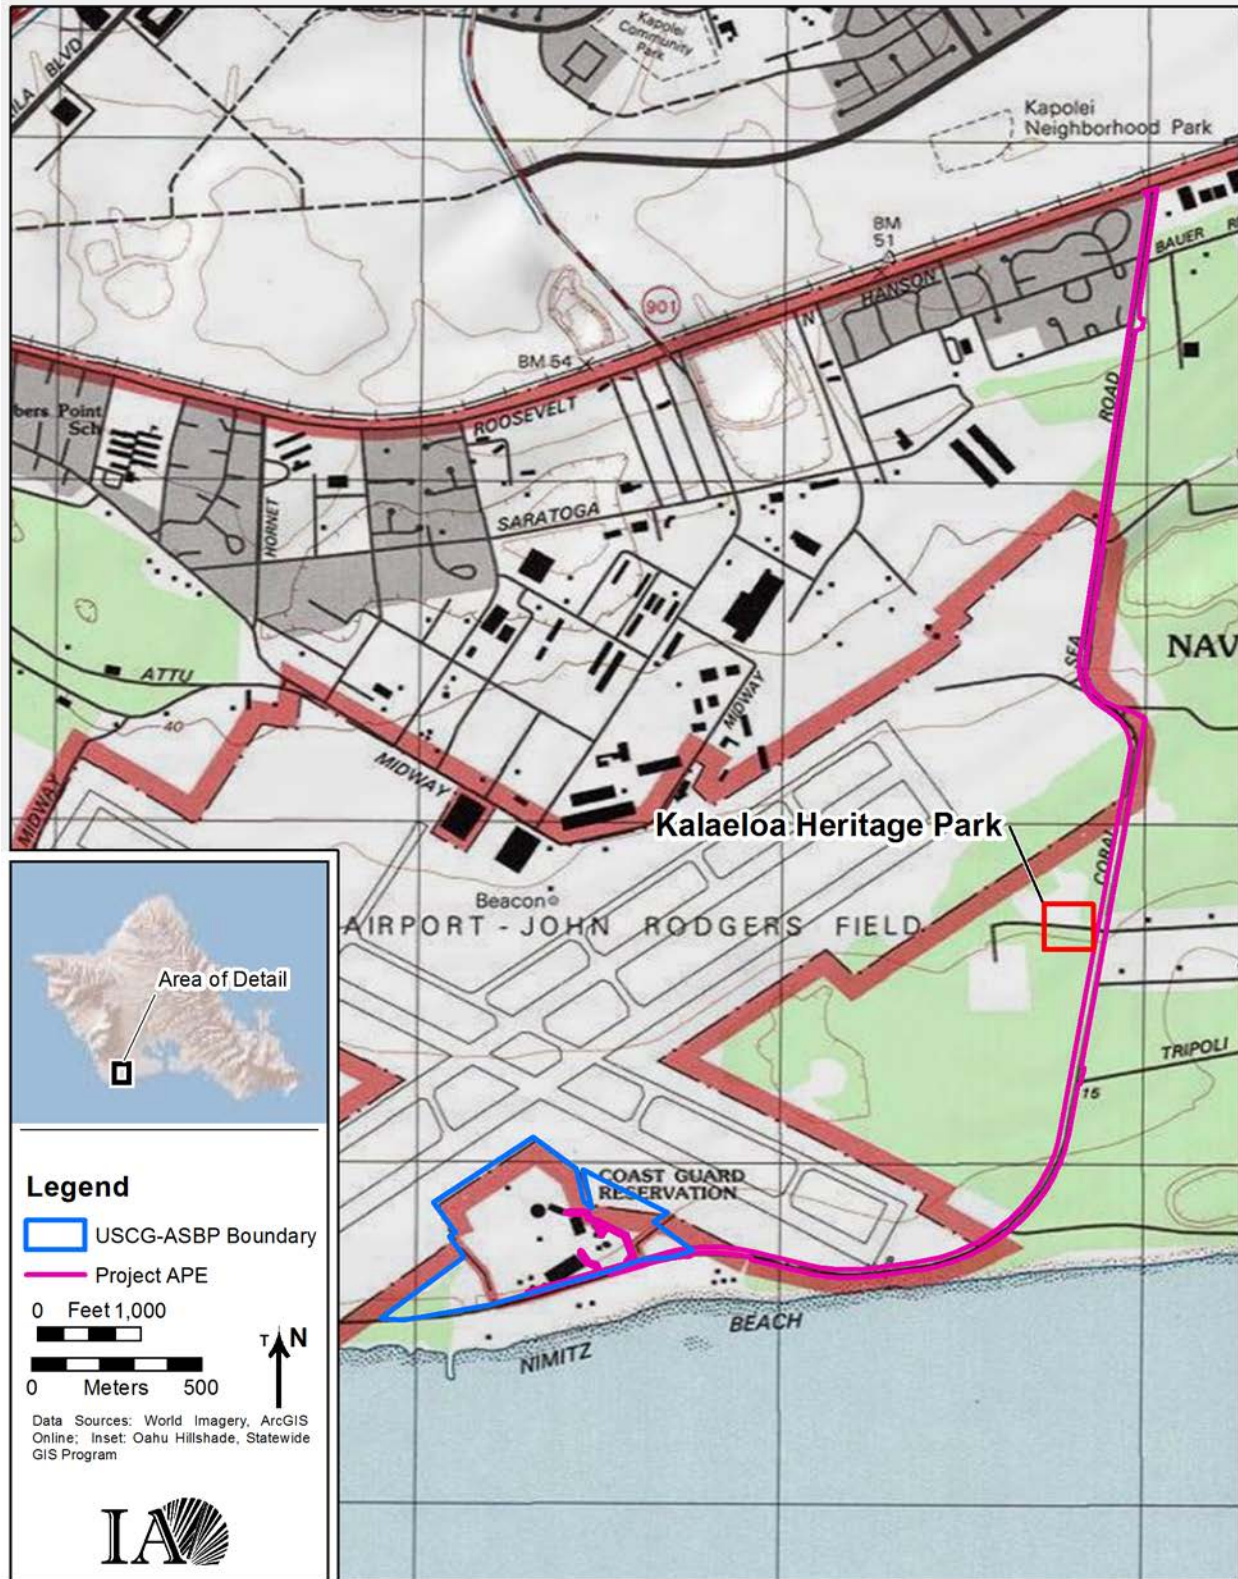 BLVD
Kapolei
Community
Park
Kapolei
Neighborhood Park
BM
51
BAUER
HANSON
901
N
BM 54
ROOSEVELT
bers Point
Sch
ROAD
HORNET
SARATOGA
SEA
NAV
ATTU
40
MIDWAY
MIDWAY
MIDWAY
Kalaeloa Heritage Park
CORAL
Beacon
AIRPORT - JOHN RODGERS FIELD
Area of Detail
TRIPOLI
15
COAST GUARD
RESERVATION
Legend
USCG-ASBP Boundary
Project APE
0 Feet 1,000
T N
0 Meters 500
BEACH
NIMITZ
Data Sources: World Imagery, ArcGIS
Online; Inset: Oahu Hillshade, Statewide
GIS Program
IA